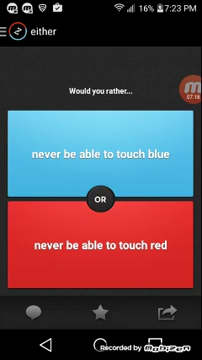 16% 7:23 PM
either
Would you rather...
07:18
never be able to touch blue
OR
never be able to touch red
Recorded by Mobizen